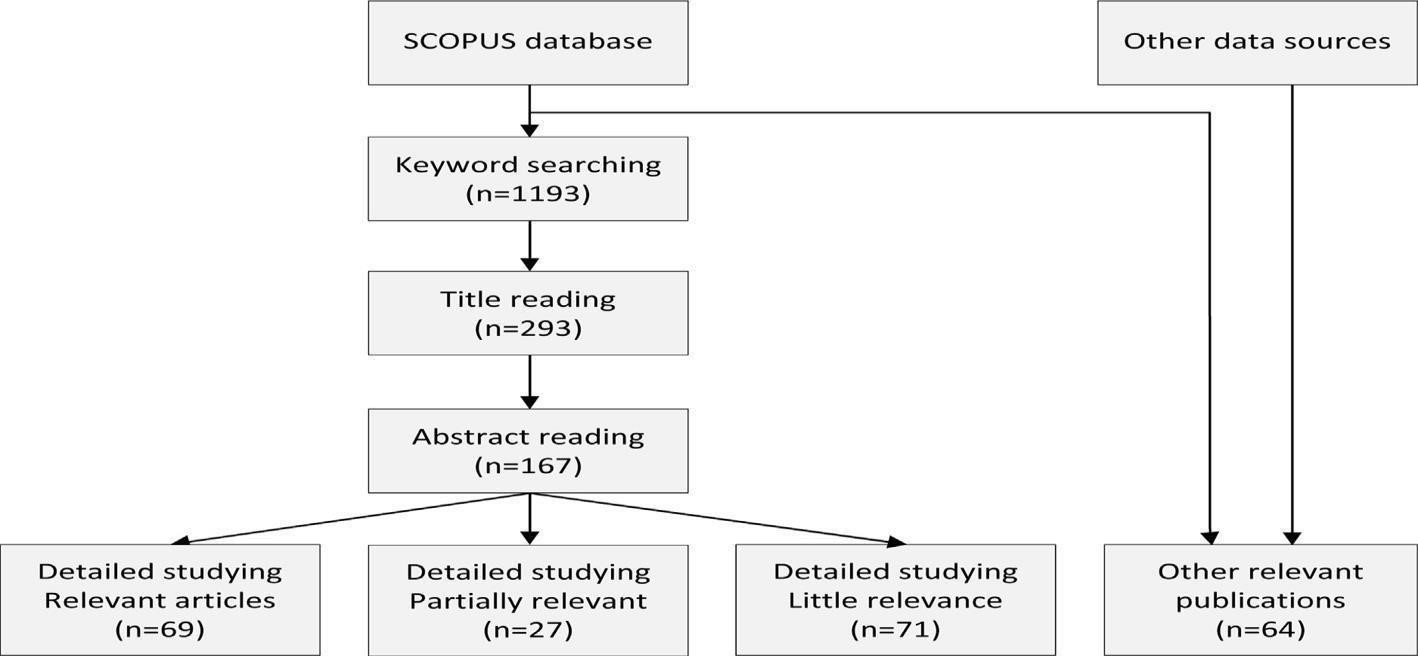 SCOPUS database
Other data sources
Keyword searching
(n=1193)
Title reading
(n=293)
Abstract reading
(n=167)
Detailed studying
Relevant articles
(n=69)
Detailed studying
Partially relevant
(n=27)
Detailed studying
Little relevance
(n=71)
Other relevant
publications
(n=64)